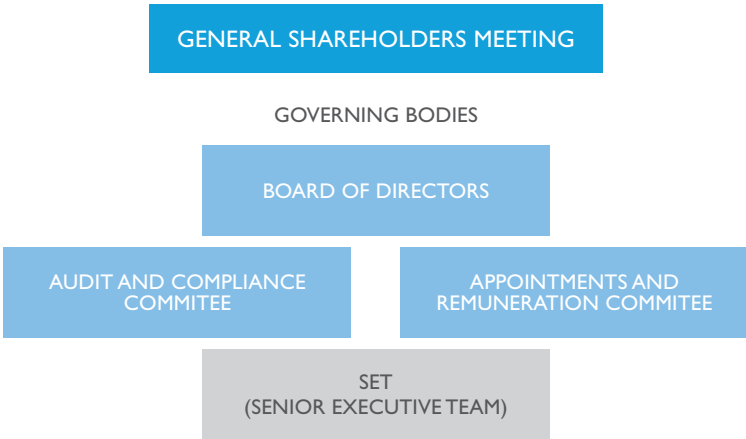 GENERAL SHAREHOLDERS MEETING
GOVERNING BODIES
BOARD OF DIRECTORS
AUDIT AND COMPLIANCE
COMMITEE
APPOINTMENTS AND
REMUNERATION COMMITEE
SET
(SENIOR EXECUTIVE TEAM)